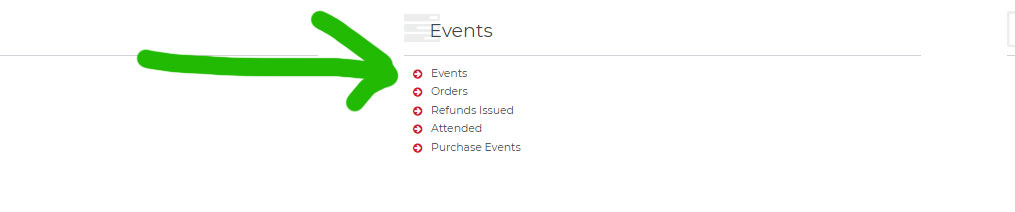 Events
Events
Orders
Refunds Issued
Attended
Purchase Events